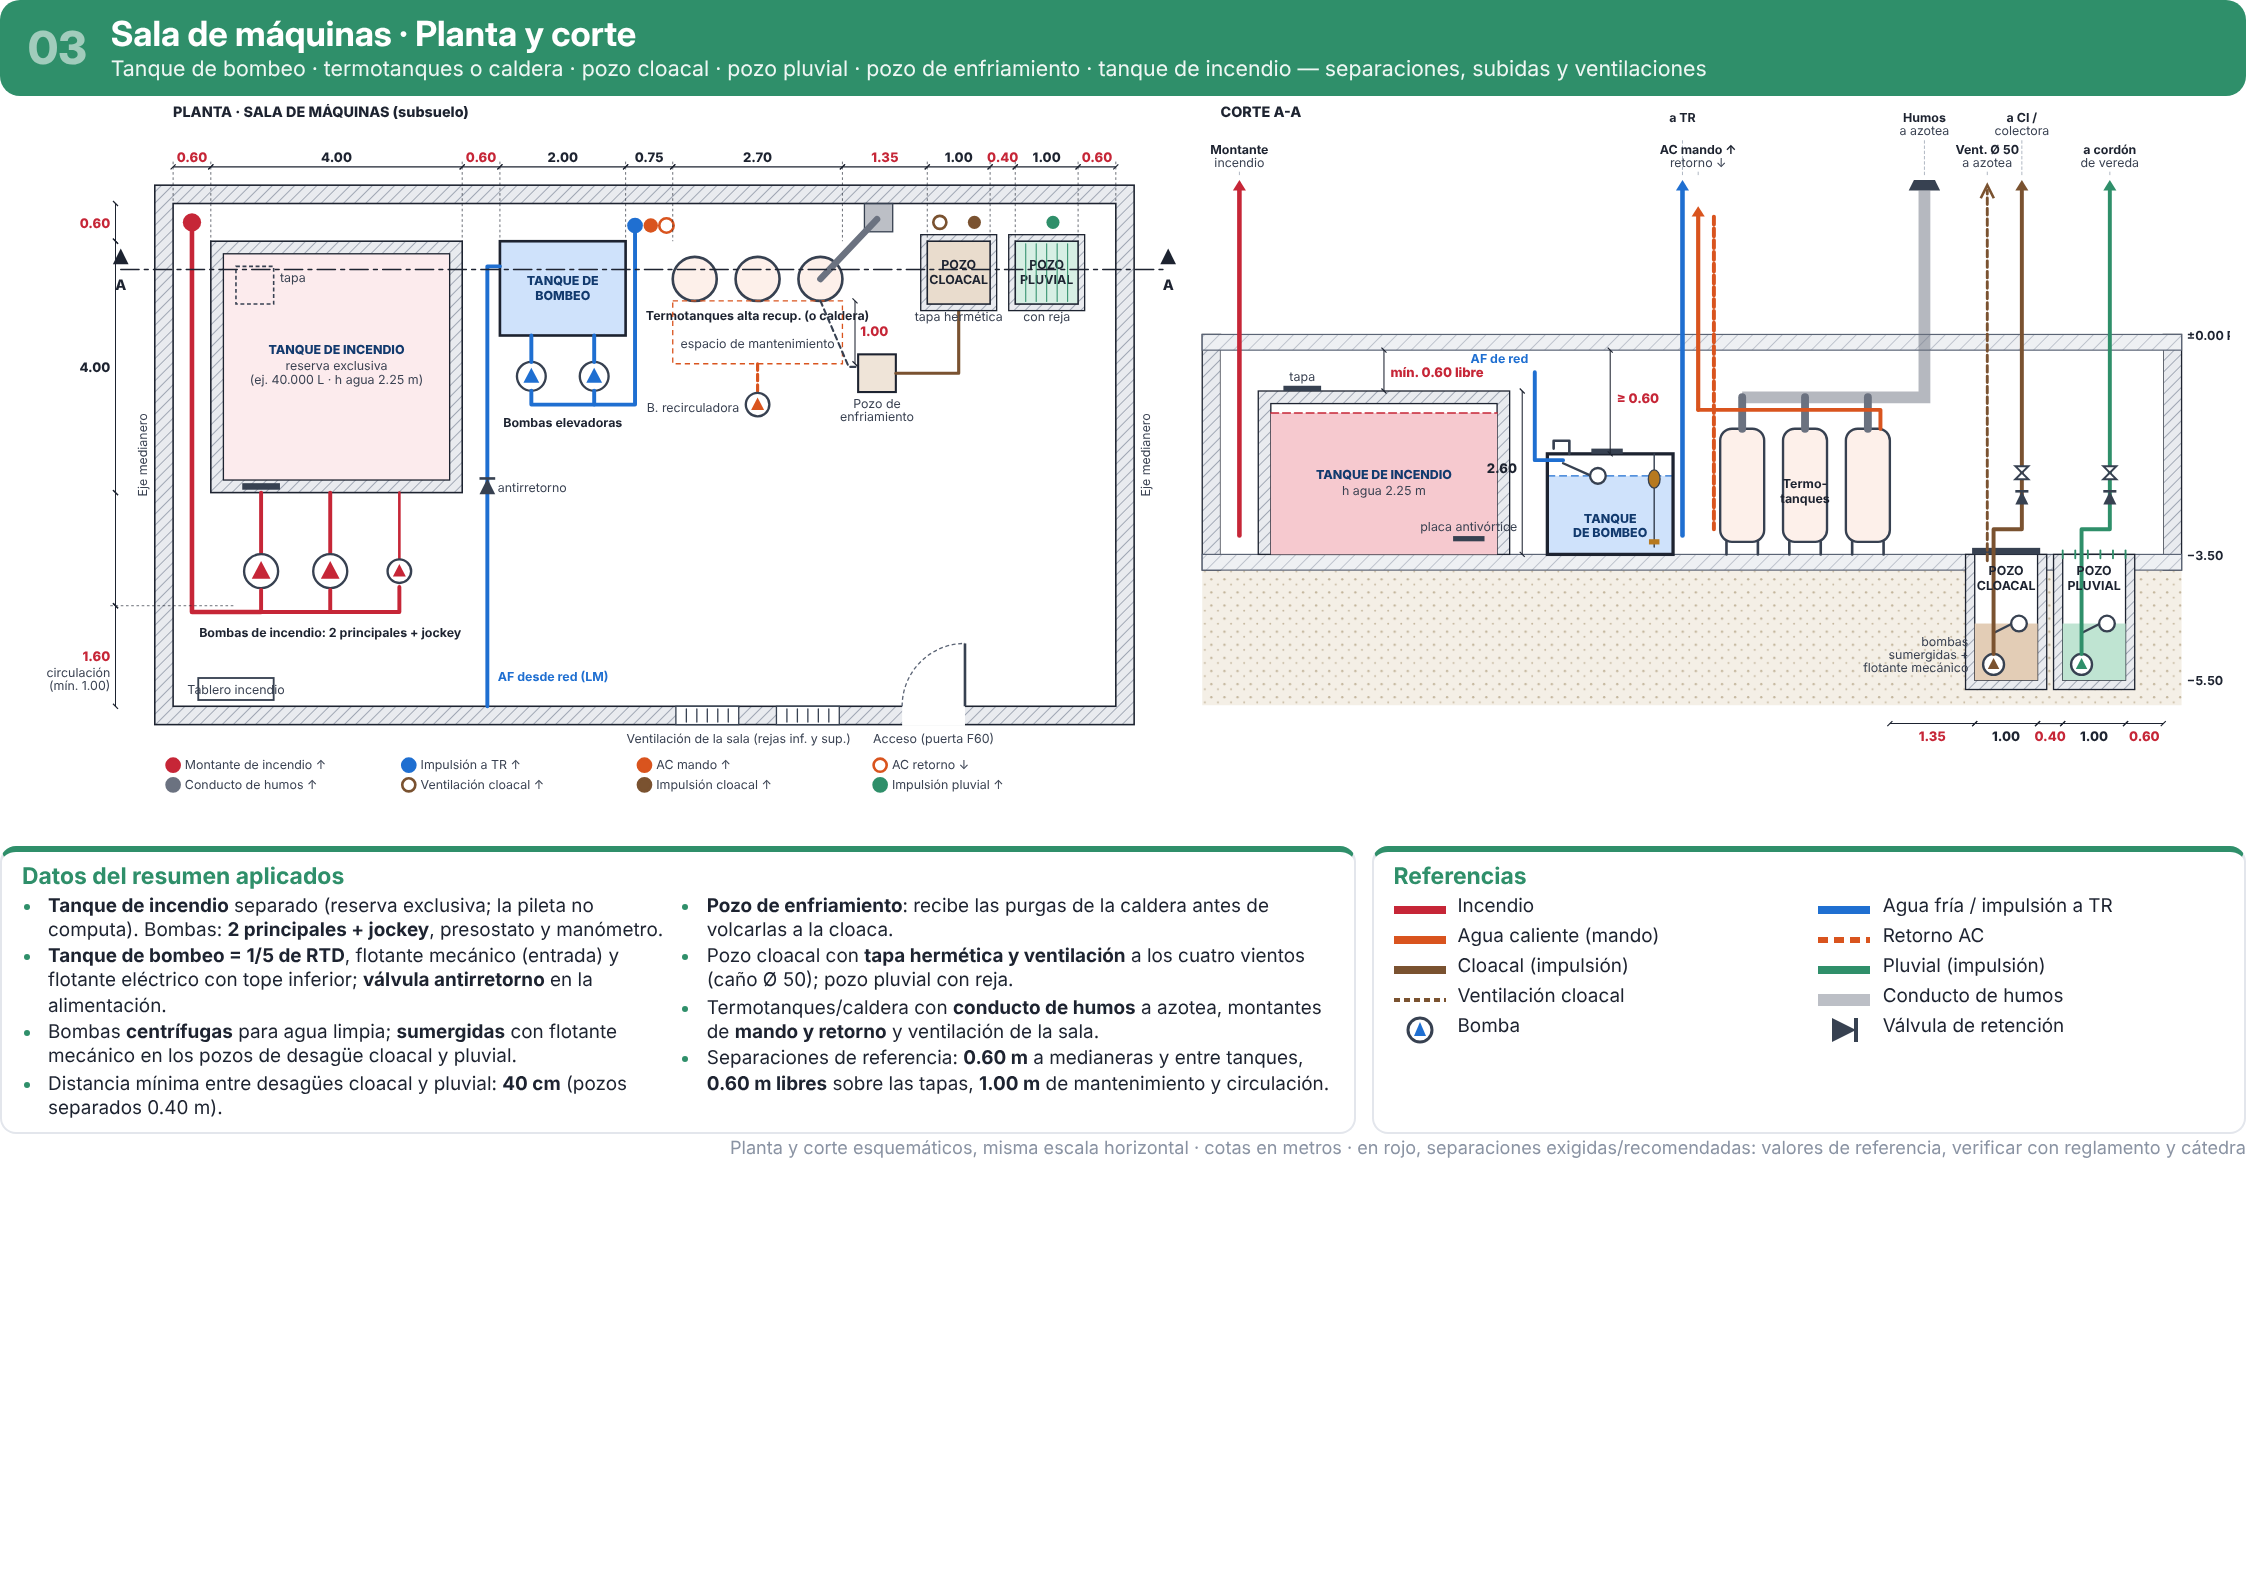 03
Sala de máquinas · Planta y corte
Tanque de bombeo · termotanques o caldera · pozo cloacal · pozo pluvial · pozo de enfriamiento · tanque de incendio — separaciones, subidas y ventilaciones
PLANTA · SALA DE MÁQUINAS (subsuelo)
0.60 4.00 0.60 2.00 0.75 2.70 1.35 1.00 0.40 1.00 0.60
0.60
4.00
1.60
circulación
(mín. 1.00)
A
A
Eje medianero
Eje medianero
tapa
TANQUE DE INCENDIO
reserva exclusiva
(ej. 40.000 L · h agua 2.25 m)
TANQUE DE
BOMBEO
Termotanques alta recup. (o caldera)
espacio de mantenimiento
1.00
POZO
CLOACAL
tapa hermética
POZO
PLUVIAL
con reja
B. recirculadora
Pozo de
enfriamiento
Bombas elevadoras
antirretorno
Bombas de incendio: 2 principales + jockey
Tablero incendio
AF desde red (LM)
Ventilación de la sala (rejas inf. y sup.)
Acceso (puerta F60)
Montante de incendio ↑
Impulsión a TR ↑
AC mando ↑
AC retorno ↓
Conducto de humos ↑
Ventilación cloacal ↑
Impulsión cloacal ↑
Impulsión pluvial ↑
CORTE A-A
Montante
incendio
a TR
AC mando ↑
retorno ↓
Humos
a azotea
a CI /
colectora
Vent. Ø 50
a azotea
a cordón
de vereda
±0.00
−3.50
−5.50
AF de red
mín. 0.60 libre
≥ 0.60
tapa
TANQUE DE INCENDIO
h agua 2.25 m
2.60
placa antivórtice
TANQUE
DE BOMBEO
Termo-
tanques
POZO
CLOACAL
POZO
PLUVIAL
bombas
sumergidas +
flotante mecánico
1.35 1.00 0.40 1.00 0.60
Datos del resumen aplicados
• Tanque de incendio separado (reserva exclusiva; la pileta no
computa). Bombas: 2 principales + jockey, presostato y manómetro.
• Tanque de bombeo = 1/5 de RTD, flotante mecánico (entrada) y
flotante eléctrico con tope inferior; válvula antirretorno en la
alimentación.
• Bombas centrífugas para agua limpia; sumergidas con flotante
mecánico en los pozos de desagüe cloacal y pluvial.
• Distancia mínima entre desagües cloacal y pluvial: 40 cm (pozos
separados 0.40 m).
• Pozo de enfriamiento: recibe las purgas de la caldera antes de
volcarlas a la cloaca.
• Pozo cloacal con tapa hermética y ventilación a los cuatro vientos
(caño Ø 50); pozo pluvial con reja.
• Termotanques/caldera con conducto de humos a azotea, montantes
de mando y retorno y ventilación de la sala.
• Separaciones de referencia: 0.60 m a medianeras y entre tanques,
0.60 m libres sobre las tapas, 1.00 m de mantenimiento y circulación.
Referencias
Incendio
Agua fría / impulsión a TR
Agua caliente (mando)
Retorno AC
Cloacal (impulsión)
Pluvial (impulsión)
Ventilación cloacal
Conducto de humos
Bomba
Válvula de retención
Planta y corte esquemáticos, misma escala horizontal · cotas en metros · en rojo, separaciones exigidas/recomendadas: valores de referencia, verificar con reglamento y cátedra